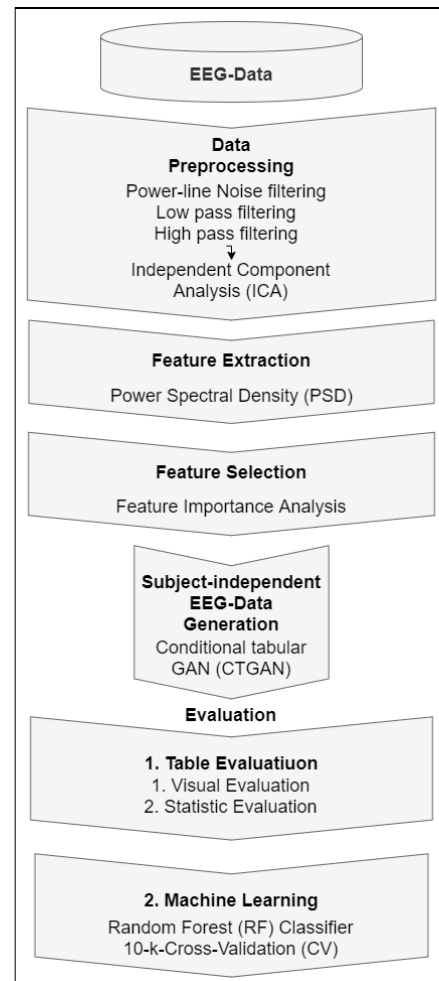 EEG-Data
Data
Preprocessing
Power-line Noise filtering
Low pass filtering
High pass filtering
Independent Component
Analysis (ICA)
Feature Extraction
Power Spectral Density (PSD)
Feature Selection
Feature Importance Analysis
Subject-independent
EEG-Data
Generation
Conditional tabular
GAN (CTGAN)
Evaluation
1. Table Evaluatiuon
1. Visual Evaluation
2. Statistic Evaluation
2. Machine Learning
Random Forest (RF) Classifier
10-k-Cross-Validation (CV)